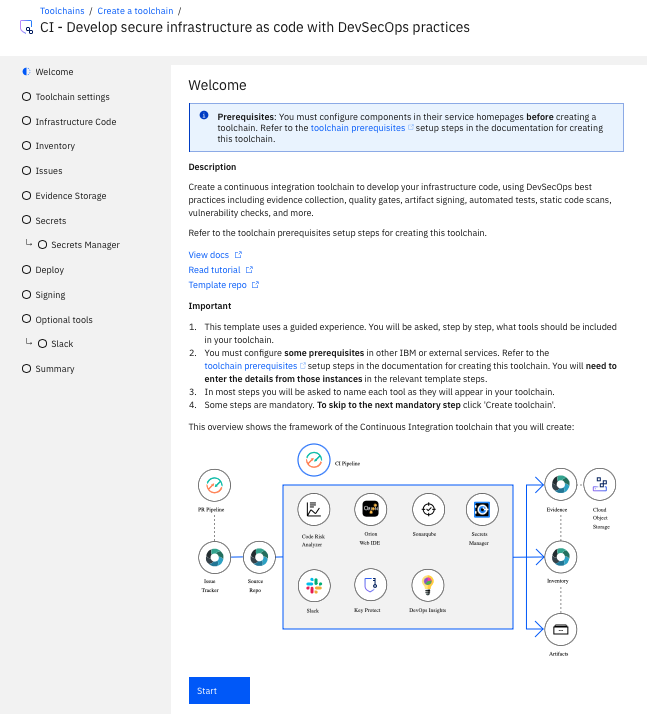 Toolchains / Create a toolchain /
CI - Develop secure infrastructure as code with DevSecOps practices
Welcome
Toolchain settings
Infrastructure Code
Inventory
Issues
Evidence Storage
Secrets
Secrets Manager
Deploy
Signing
Optional tools
Slack
Summary
Welcome
Prerequisites: You must configure components in their service homepages before creating a
toolchain. Refer to the toolchain prerequisites setup steps in the documentation for creating
this toolchain.
Description
Create a continuous integration toolchain to develop your infrastructure code, using DevSecOps best
practices including evidence collection, quality gates, artifact signing, automated tests, static code scans,
vulnerability checks, and more.
Refer to the toolchain prerequisites setup steps for creating this toolchain.
View docs
Read tutorial
Template repo
Important
1. This template uses a guided experience. You will be asked, step by step, what tools should be included
in your toolchain.
2. You must configure some prerequisites in other IBM or external services. Refer to the
toolchain prerequisites setup steps in the documentation for creating this toolchain. You will need to
enter the details from those instances in the relevant template steps.
3. In most steps you will be asked to name each tool as they will appear in your toolchain.
4. Some steps are mandatory. To skip to the next mandatory step click 'Create toolchain'.
This overview shows the framework of the Continuous Integration toolchain that you will create:
CI Pipeline
PR Pipeline
Issue
Tracker
Source
Repo
Code Risk
Analyzer
Orion
Web IDE
Sonarqube
Secrets
Manager
Slack
Key Protect
DevOps Insights
Evidence
Cloud
Object
Storage
Inventory
Artifacts
Start